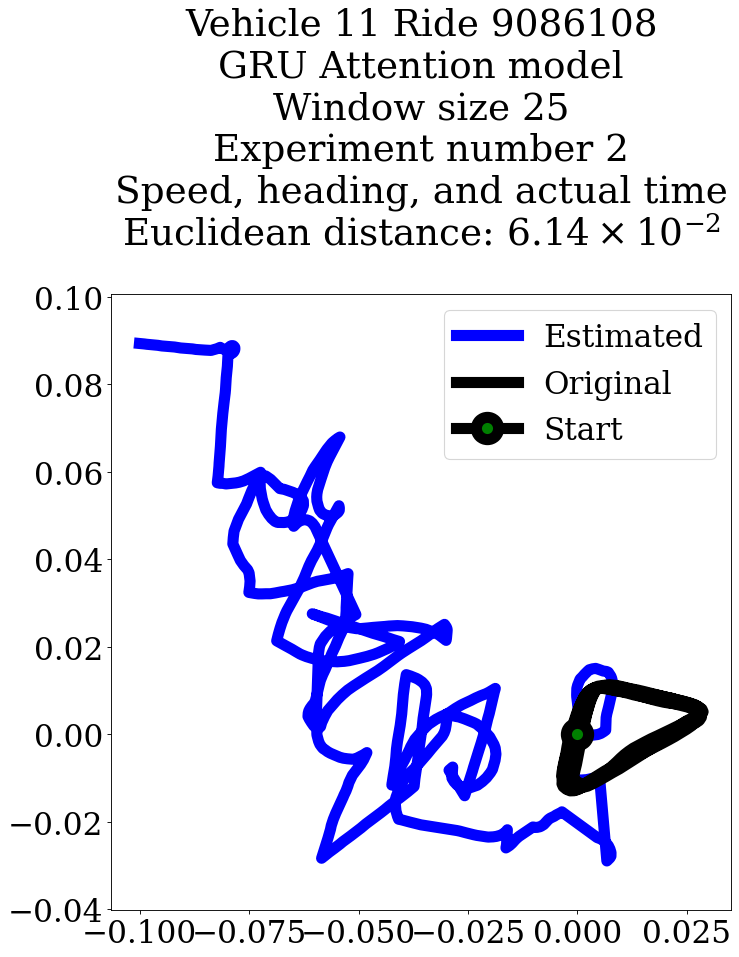 Vehicle 11 Ride 9086108
GRU Attention model
Window size 25
Experiment number 2
Speed, heading, and actual time
Euclidean distance: 6.14 × 10⁻²
Estimated
Original
Start
0.10
0.08
0.06
0.04
0.02
0.00
−0.02
−0.04
−0.100 −0.075 −0.050 −0.025 0.000 0.025